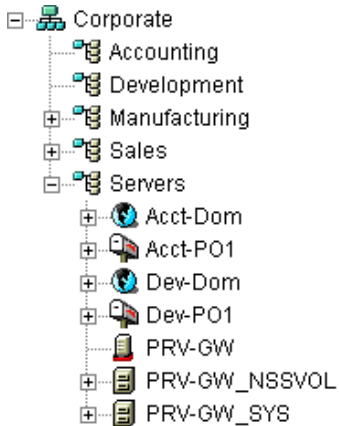 Corporate
Accounting
Development
Manufacturing
Sales
Servers
Acct-Dom
Acct-PO1
Dev-Dom
Dev-PO1
PRV-GW
PRV-GW_NSSVOL
PRV-GW_SYS